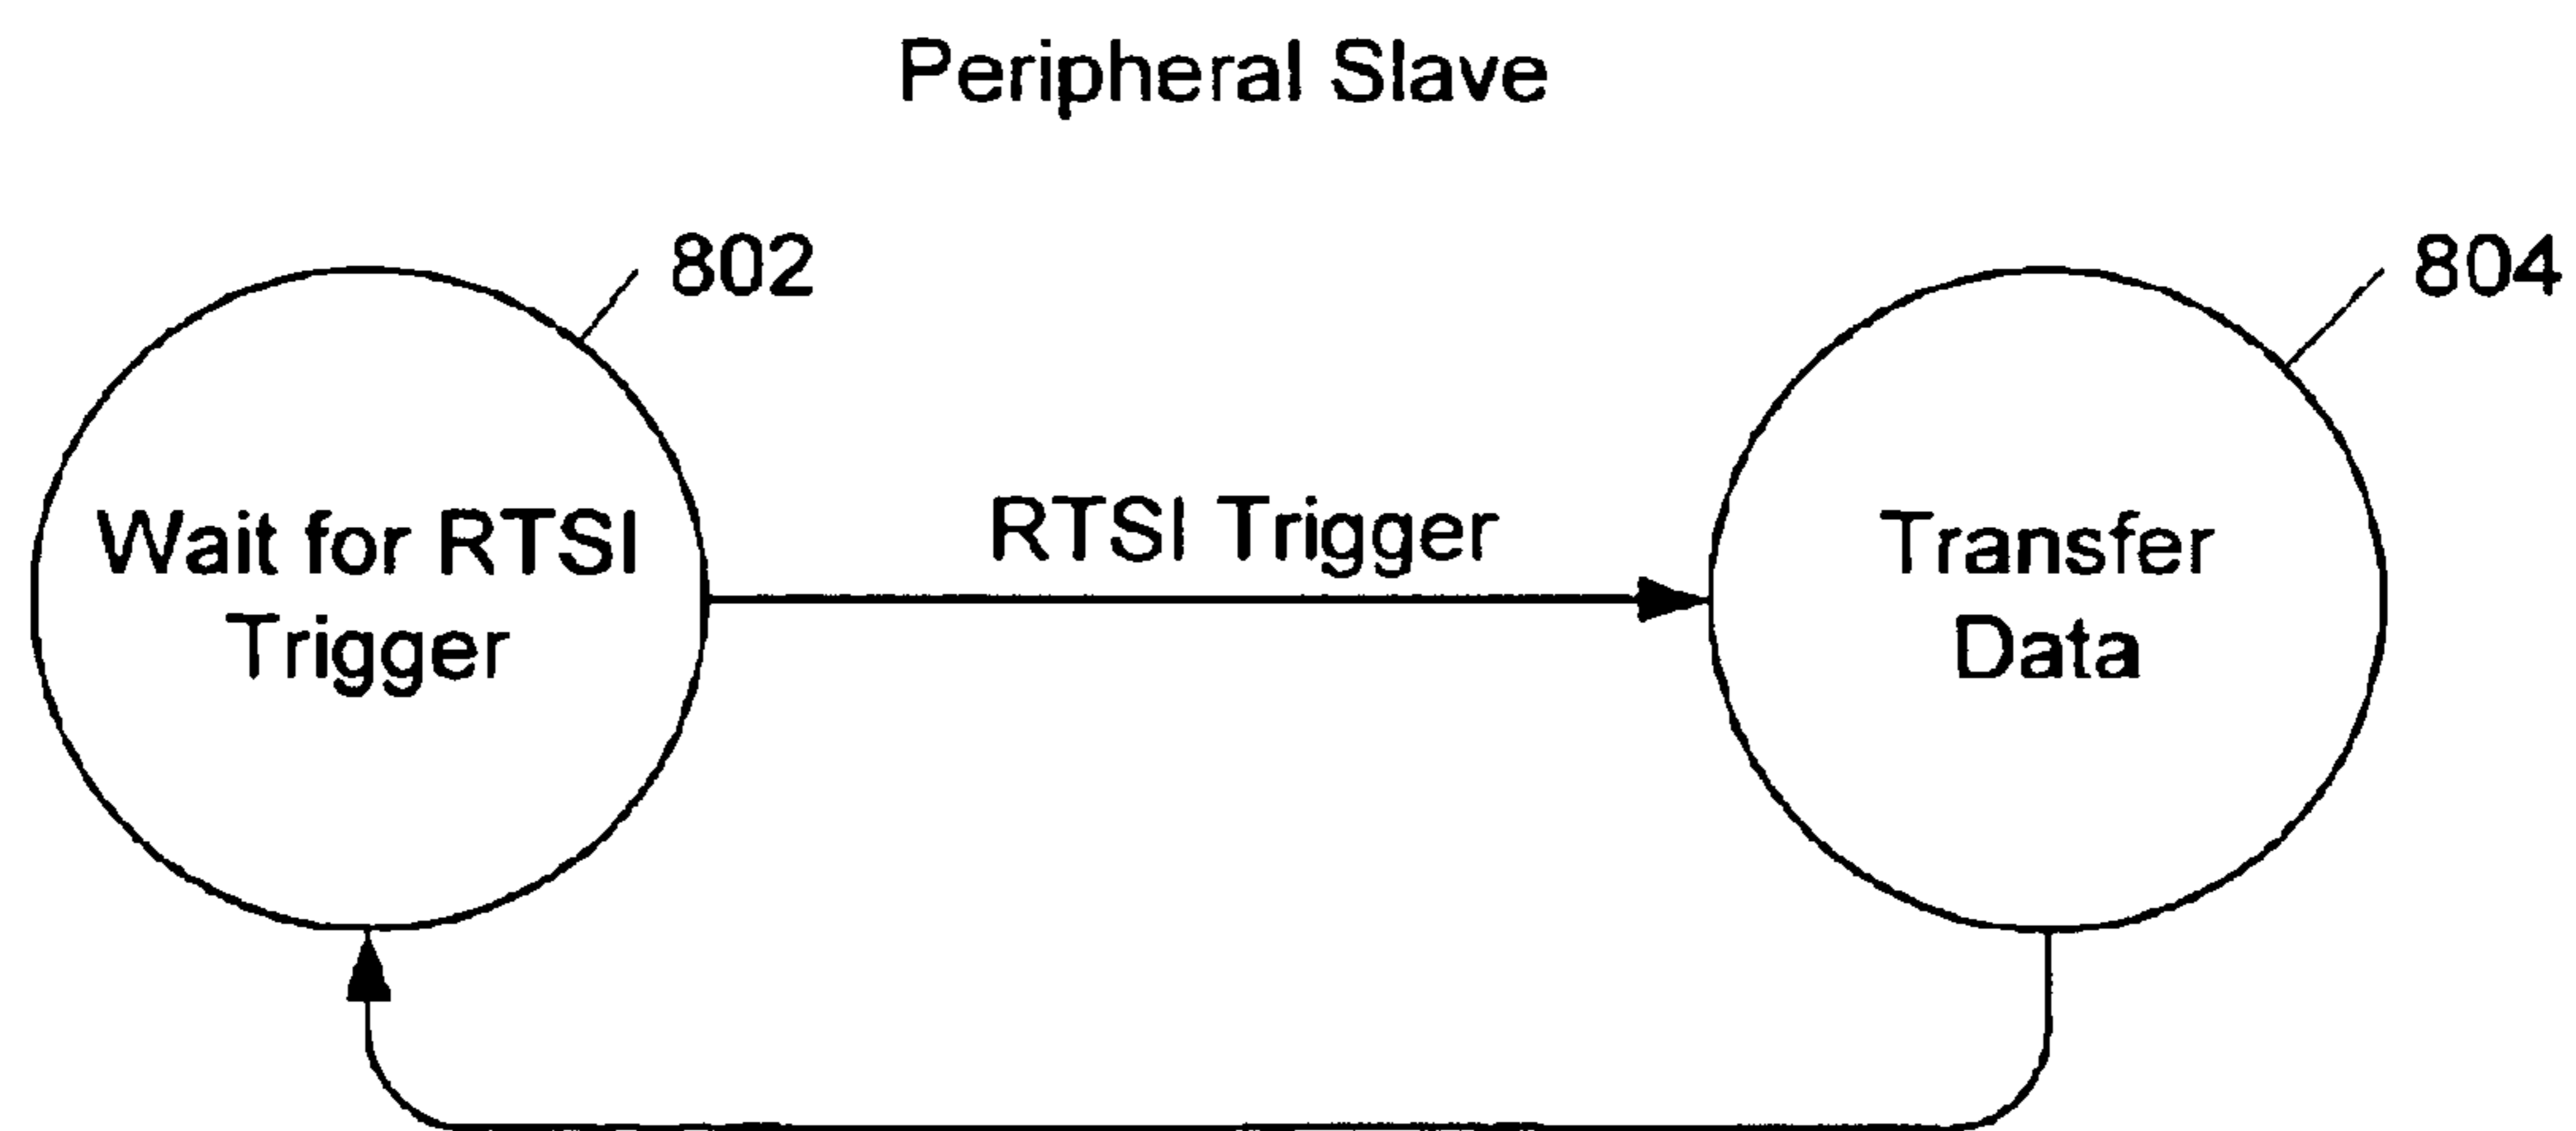 Peripheral Slave
802
804
Wait for RTSI
Trigger
RTSI Trigger
Transfer
Data